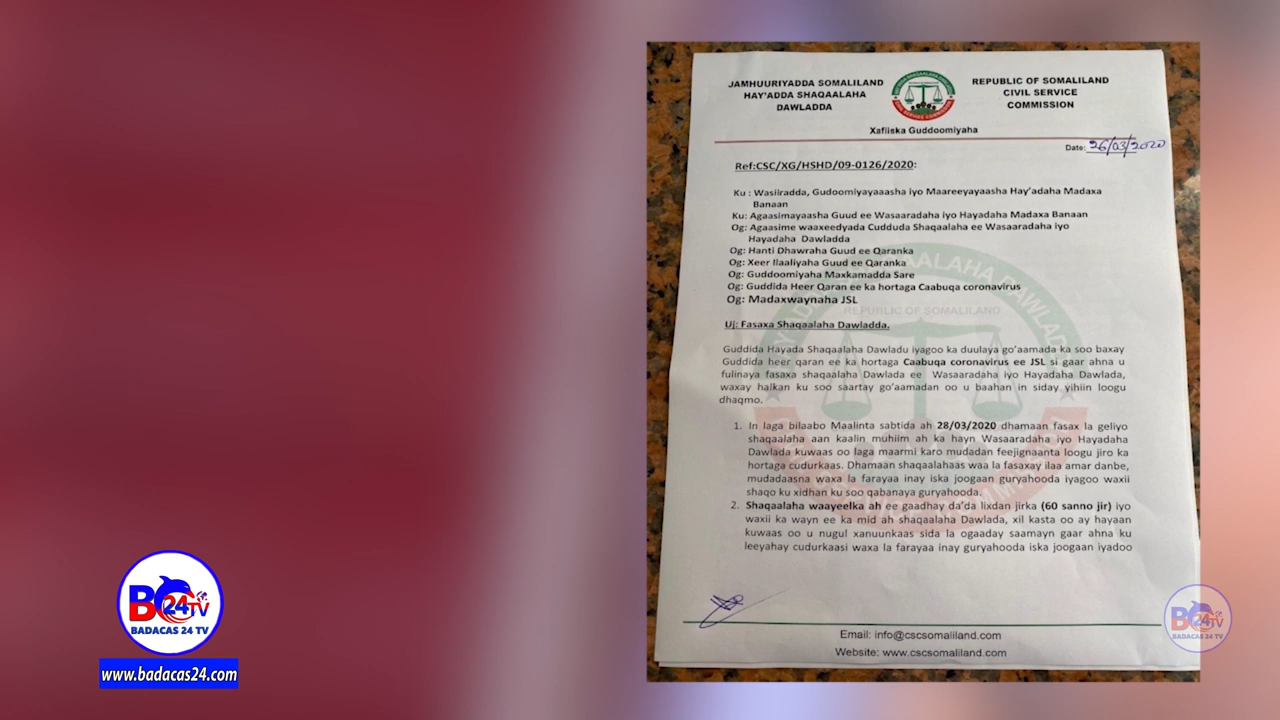 JAMHUURIYADDA SOMALILAND
HAY'ADDA SHAQAALAHA
DAWLADDA
REPUBLIC OF SOMALILAND
CIVIL SERVICE
COMMISSION
Xafiiska Guddoomiyaha
Date: 26/03/2020
Ref:CSC/XG/HSHD/09-0126/2020:
Ku : Wasiiradda, Gudoomiyayaaasha iyo Maareeyayaasha Hay'adaha Madaxa
Banaan
Ku: Agaasimayaasha Guud ee Wasaaradaha iyo Hayadaha Madaxa Banaan
Og: Agaasime waaxeedyada Cudduda Shaqaalaha ee Wasaaradaha iyo
Hayadaha Dawladda
Og: Hanti Dhawraha Guud ee Qaranka
Og: Xeer Ilaaliyaha Guud ee Qaranka
Og: Guddoomiyaha Maxkamadda Sare
Og: Guddida Heer Qaran ee ka hortaga Caabuqa coronavirus
Og: Madaxwaynaha JSL
Uj: Fasaxa Shaqaalaha Dawladda.
Guddida Hayada Shaqaalaha Dawladu iyagoo ka duulaya go'aamada ka soo baxay
Guddida heer qaran ee ka hortaga Caabuqa coronavirus ee JSL si gaar ahna u
fulinaya fasaxa shaqaalaha Dawlada ee Wasaaradaha iyo Hayadaha Dawlada,
waxay halkan ku soo saartay go'aamadan oo u baahan in siday yihiin loogu
dhaqmo.
1. In laga bilaabo Maalinta sabtida ah 28/03/2020 dhamaan fasax la geliyo
shaqaalaha aan kaalin muhiim ah ka hayn Wasaaradaha iyo Hayadaha
Dawlada kuwaas oo laga maarmi karo mudadan feejignaanta loogu jiro ka
hortaga cudurkaas. Dhamaan shaqaalahaas waa la fasaxay ilaa amar danbe,
mudadaasna waxa la farayaa inay iska joogaan guryahooda iyagoo waxii
shaqo ku xidhan ku soo qabanaya guryahooda.
2. Shaqaalaha waayeelka ah ee gaadhay da'da lixdan jirka (60 sanno jir) iyo
waxii ka wayn ee ka mid ah shaqaalaha Dawlada, xil kasta oo ay hayaan
kuwaas oo u nugul xanuunkaas sida la ogaaday saamayn gaar ahna ku
leeyahay cudurkaasi waxa la farayaa inay guryahooda iska joogaan iyadoo
Email: info@cscsomaliland.com
Website: www.cscsomaliland.com
BC 24 TV
BADACAS 24 TV
www.badacas24.com
BC 24 TV
BADACAS 24 TV